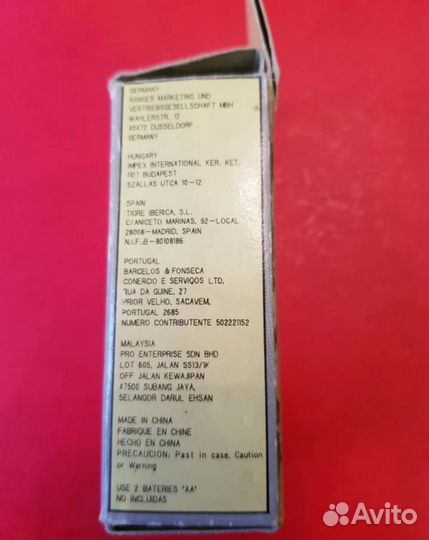 GERMANY
RANGER MARKETING UND
VERTRIEBSGESELLSCHAFT MBH
WAHLERSTR. 12
40472 DUSSELDORF
GERMANY
HUNGARY
IMPEX INTERNATIONAL KER. KET.
1107 BUDAPEST
SZALLAS UTCA 10-12
SPAIN
TIGRE IBERICA, S.L.
C/ANICETO MARINAS, 92-LOCAL
28008-MADRID, SPAIN
N.I.F.:B-80108186
PORTUGAL
BARCELOS & FONSECA
COMERCIO E SERVIÇOS LTD.
RUA DA GUINE, 27
PRIOR VELHO, SACAVEM,
PORTUGAL 2685
NUMERO CONTRIBUTENTE 502221152
MALAYSIA
PRO ENTERPRISE SDN BHD
LOT 605, JALAN SS13/1K
OFF JALAN KEWAJIPAN
47500 SUBANG JAYA,
SELANGOR DARUL EHSAN
MADE IN CHINA
FABRIQUE EN CHINE
HECHO EN CHINA
PRECAUCION: Past in case. Caution
or Warning
USE 2 BATERIES "AA"
NO INCLUIDAS
Avito